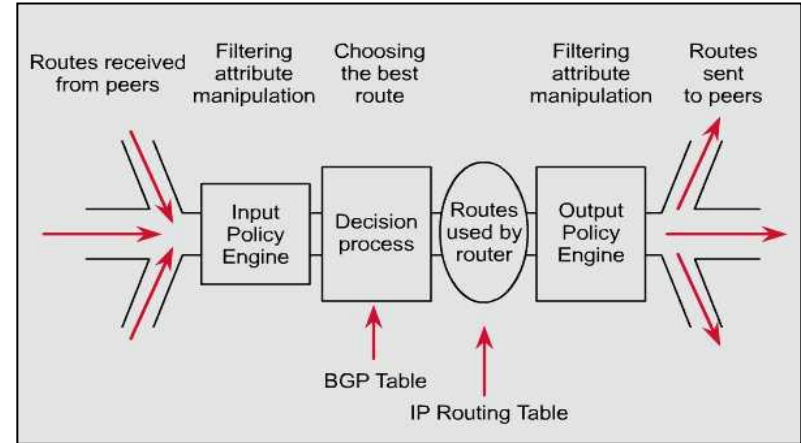 Routes received
from peers
Filtering
attribute
manipulation
Choosing
the best
route
Filtering
attribute
manipulation
Routes
sent
to peers
Input
Policy
Engine
Decision
process
Routes
used by
router
Output
Policy
Engine
BGP Table
IP Routing Table